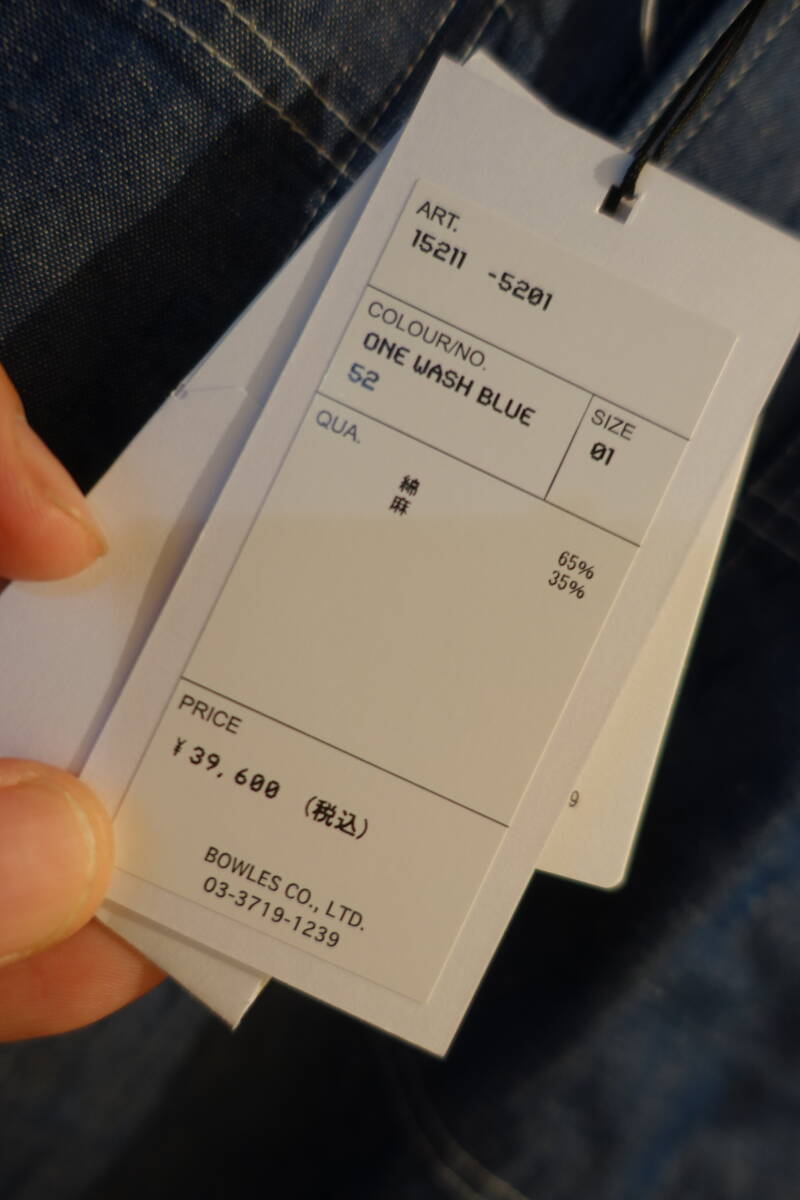 ART.
15211 -5201
COLOUR/NO.
ONE WASH BLUE
52
SIZE
01
QUA.
綿 65%
麻 35%
PRICE
¥39,600 (税込)
BOWLES CO., LTD.
03-3719-1239
9